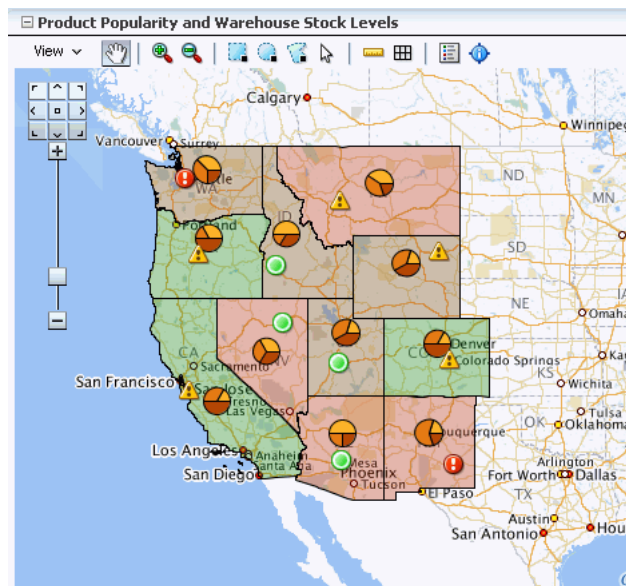 Product Popularity and Warehouse Stock Levels
View
Calgary
Winnipeg
Vancouver
Surrey
WA
ND
MN
Portland
ID
SD
NE
Omaha
CA
NV
CO
Denver
Colorado Springs
Sacramento
KS
San Francisco
San Jose
Wichita
Fresno
Las Vegas
Tulsa
OK
Oklahoma
Los Angeles
Anaheim
Santa Ana
Mesa
Phoenix
Tucson
San Diego
uquerque
Arlington
Fort Worth
Dallas
El Paso
TX
Austin
San Antonio
Hou